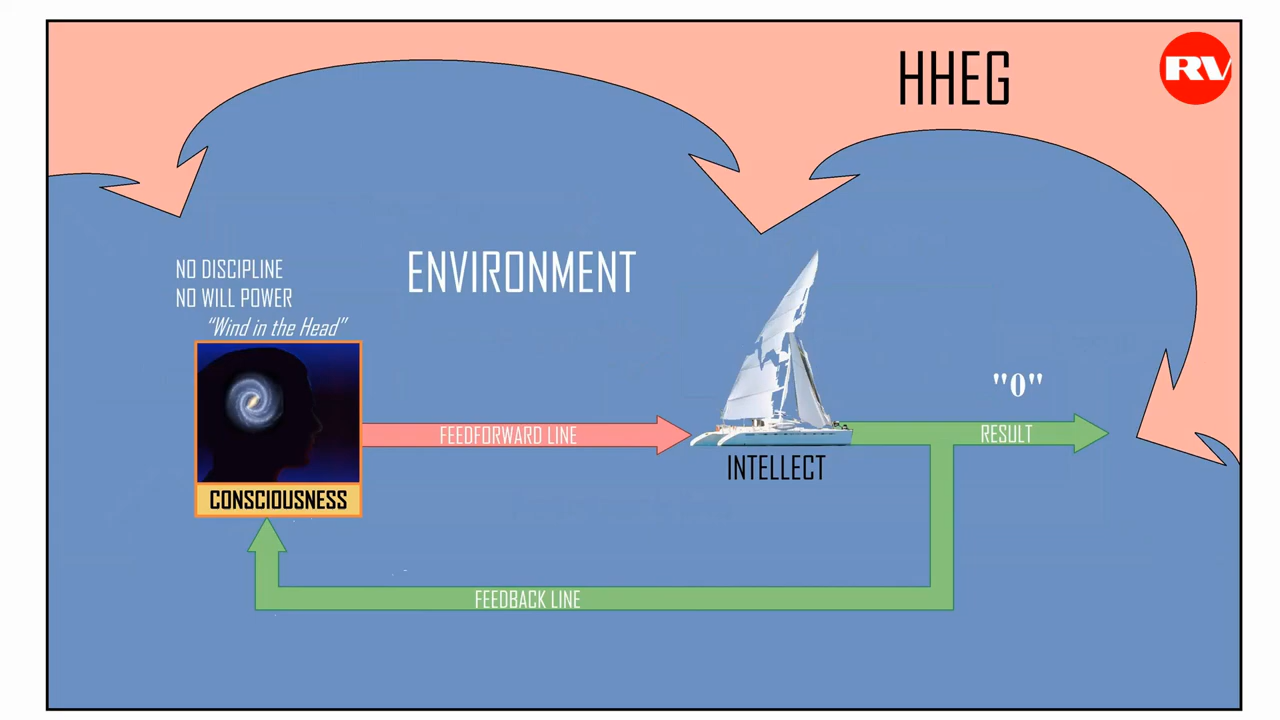 HHEG
RV
NO DISCIPLINE
NO WILL POWER
“Wind in the Head”
ENVIRONMENT
"0"
FEEDFORWARD LINE
RESULT
INTELLECT
CONSCIOUSNESS
FEEDBACK LINE